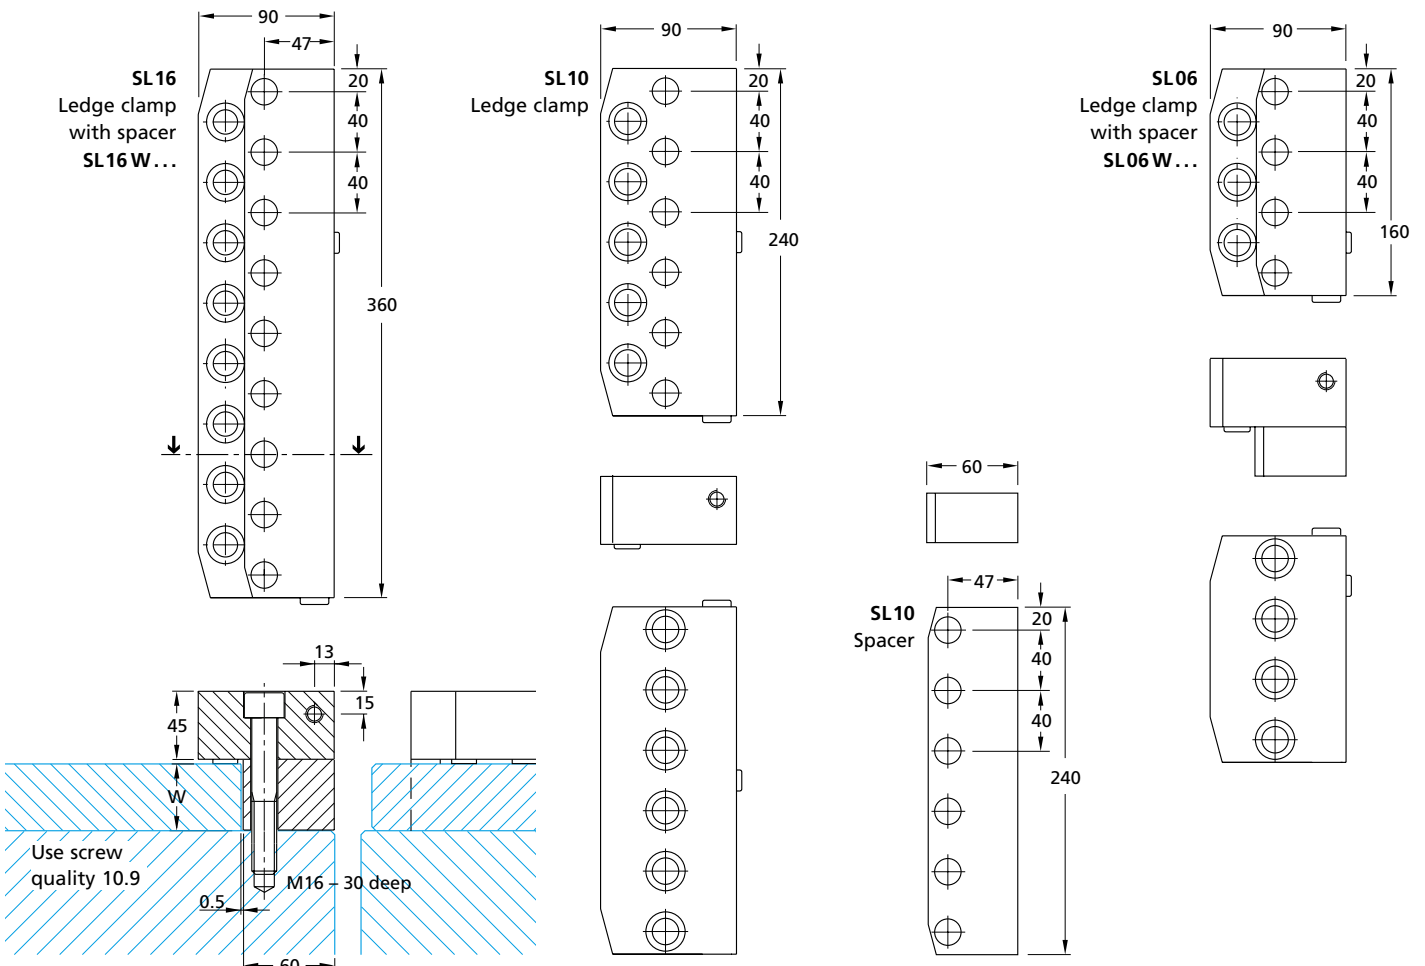 90
47
SL16
Ledge clamp
with spacer
SL16 W...
20
40
40
360
90
SL10
Ledge clamp
20
40
40
240
90
SL06
Ledge clamp
with spacer
SL06 W...
20
40
40
160
60
47
SL10
Spacer
20
40
40
240
13
15
45
W
Use screw
quality 10.9
M16 – 30 deep
0.5
60